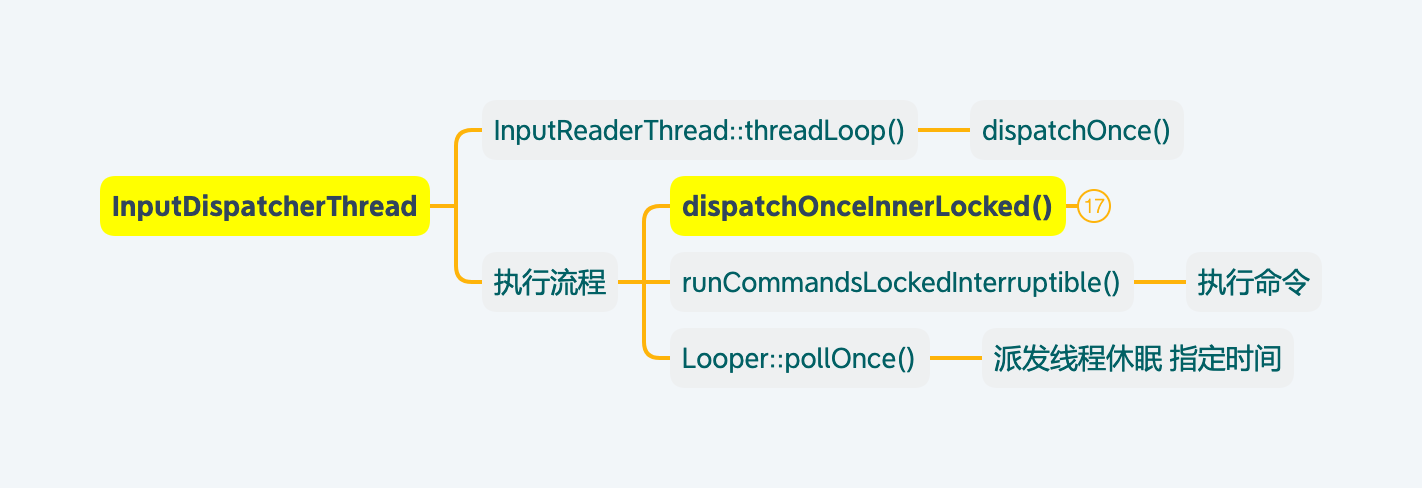 InputReaderThread::threadLoop()
dispatchOnce()
InputDispatcherThread
dispatchOnceInnerLocked()
17
执行流程
runCommandsLockedInterruptible()
执行命令
Looper::pollOnce()
派发线程休眠 指定时间